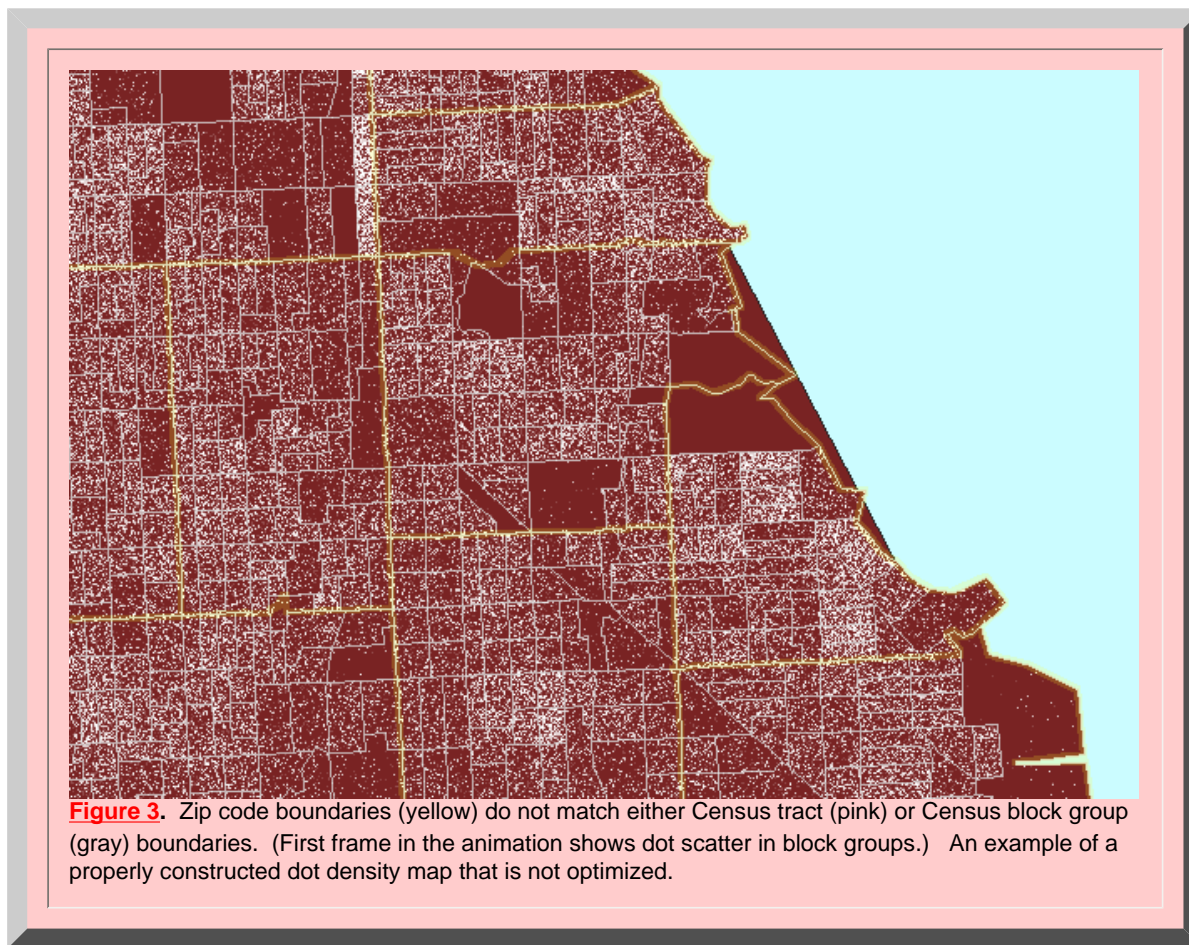 Figure 3. Zip code boundaries (yellow) do not match either Census tract (pink) or Census block group
(gray) boundaries. (First frame in the animation shows dot scatter in block groups.) An example of a
properly constructed dot density map that is not optimized.